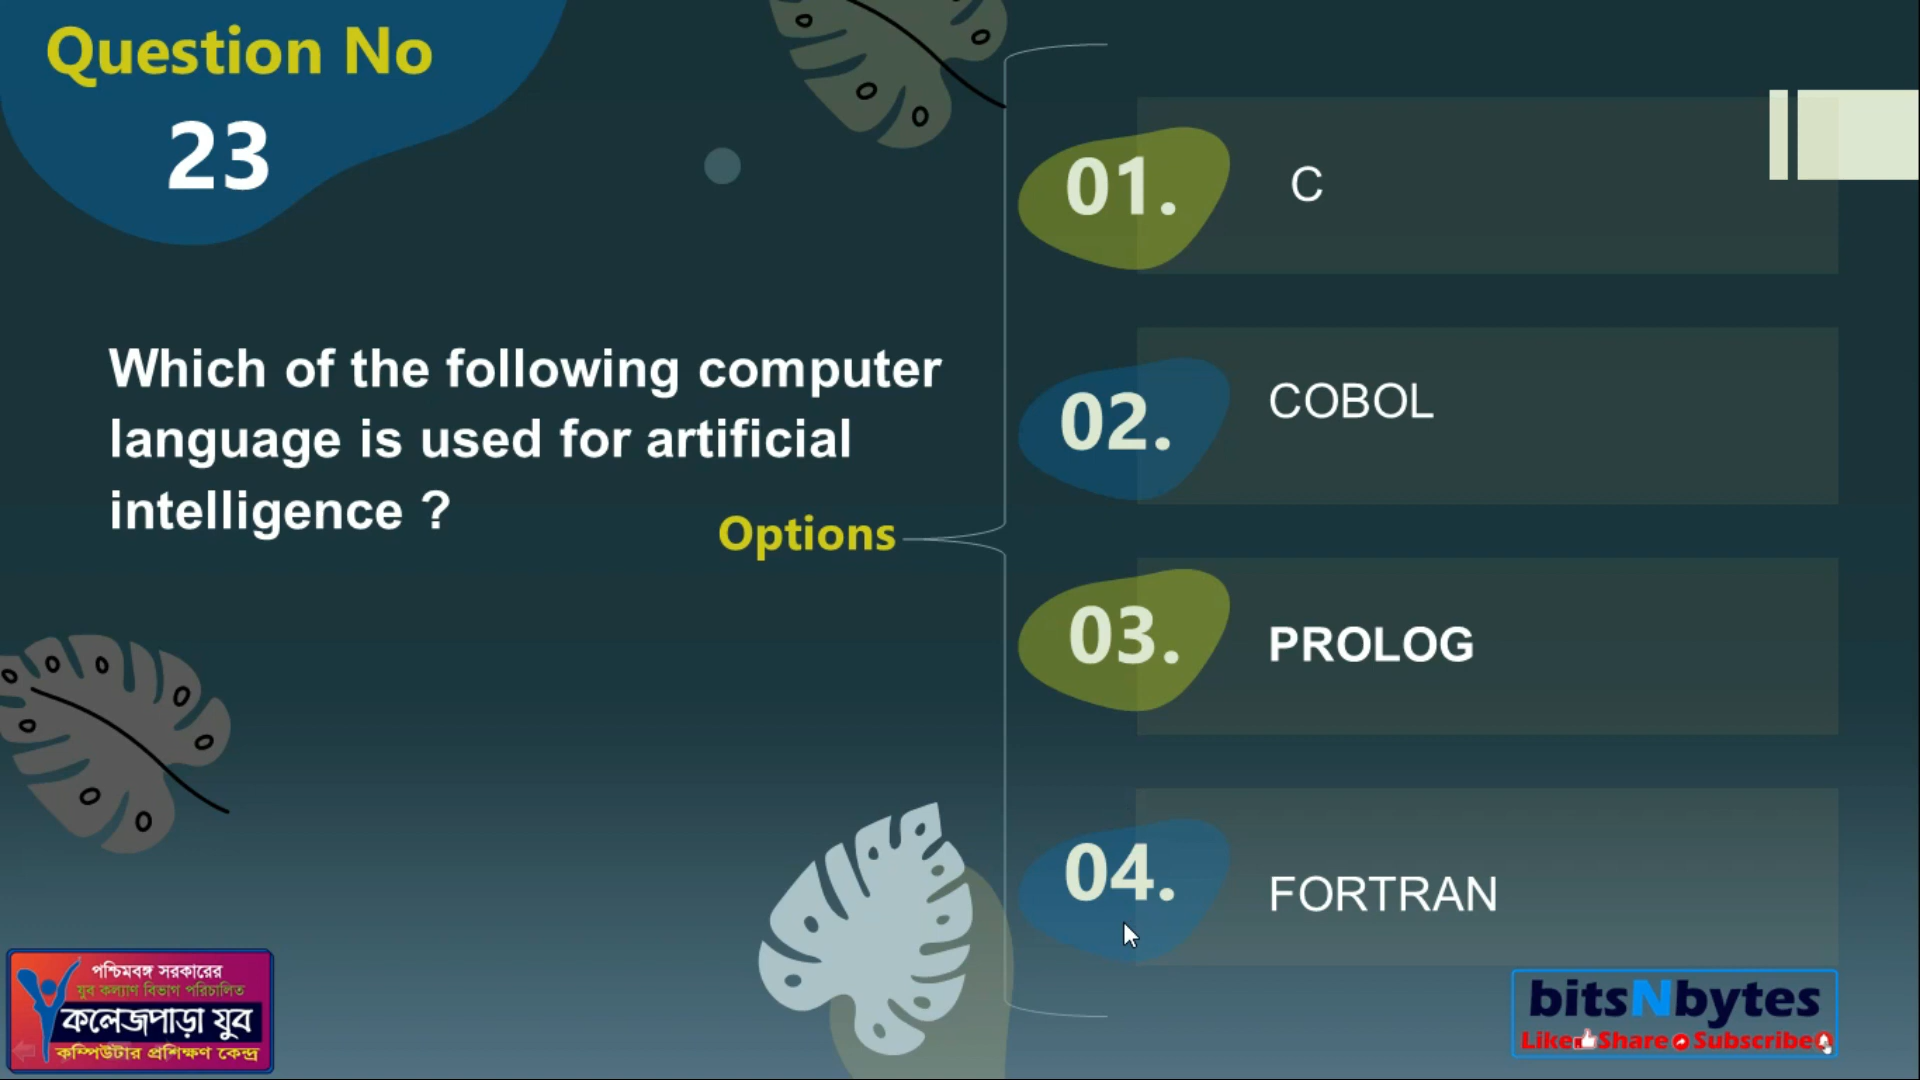 Question No
23
Which of the following computer
language is used for artificial
intelligence ?
Options
01.
C
02.
COBOL
03.
PROLOG
04.
FORTRAN
পশ্চিমবঙ্গ সরকারের
যুব কল্যাণ বিভাগ পরিচালিত
কলেজপাড়া যুব
কম্পিউটার প্রশিক্ষণ কেন্দ্র
bitsNbytes
Like Share Subscribe